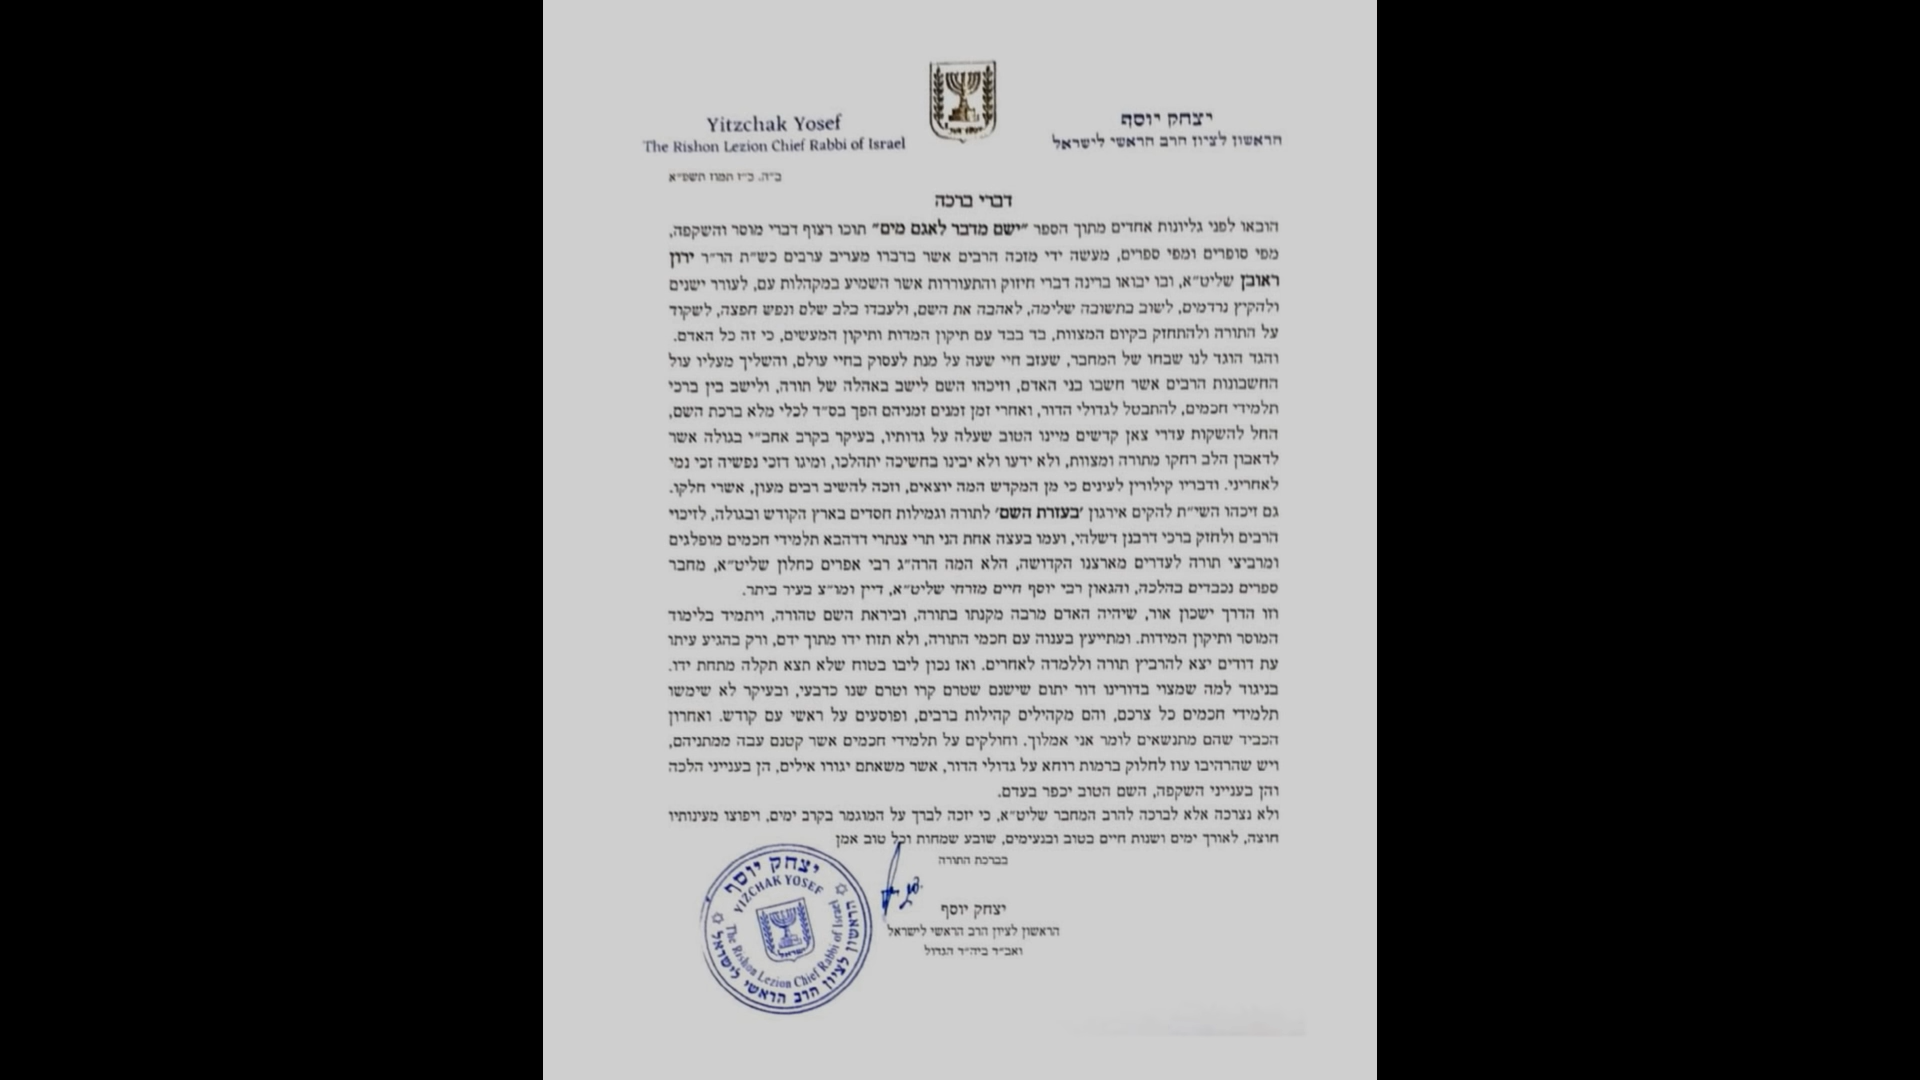 Yitzchak Yosef
The Rishon Lezion Chief Rabbi of Israel
יצחק יוסף
הראשון לציון הרב הראשי לישראל
ב״ה. כ״ז תמוז תשפ״א
דברי ברכה
הובאו לפני גליונות אחדים מתוך הספר ״ישם מדבר לאגם מים״ תוכו רצוף דברי מוסר והשקפה,
מפי סופרים ומפי ספרים, מעשה ידי מזכה הרבים אשר בדברו מעריב ערבים כש״ת הר״ר ירון
ראובן שליט״א, ובו יבואו ברינה דברי חיזוק והתעוררות אשר השמיע במקהלות עם, לעורר ישנים
ולהקיץ נרדמים, לשוב בתשובה שלימה, לאהבה את השם, ולעבדו בלב שלם ונפש חפצה, לשקוד
על התורה ולהתחזק בקיום המצוות, בד בבד עם תיקון המדות ותיקון המעשים, כי זה כל האדם.
והגד הוגד לנו שבחו של המחבר, שעזב חיי שעה על מנת לעסוק בחיי עולם, והשליך מעליו עול
החשבונות הרבים אשר חשבו בני האדם, וזיכהו השם לישב באהלה של תורה, ולישב בין ברכי
תלמידי חכמים, להתבטל לגדולי הדור, ואחרי זמן זמנים זמניהם הפך בס״ד לכלי מלא ברכת השם,
החל להשקות עדרי צאן קדשים מיינו הטוב שעלה על גדותיו, בעיקר בקרב אחב״י בגולה אשר
לדאבון הלב רחקו מתורה ומצוות, ולא ידעו ולא יבינו בחשיכה יתהלכו, ומיגו דזכי נפשיה זכי נמי
לאחריני. ודבריו קילורין לעינים כי מן המקדש המה יוצאים, וזכה להשיב רבים מעון, אשרי חלקו.
גם זיכהו השי״ת להקים אירגון ׳בעזרת השם׳ לתורה וגמילות חסדים בארץ הקודש ובגולה, לזיכוי
הרבים ולחזק ברכי דרבנן דשלהי, ועמו בעצה אחת הני תרי צנתרי דדהבא תלמידי חכמים מופלגים
ומרביצי תורה לעדרים מארצנו הקדושה, הלא המה הרה״ג רבי אפרים כחלון שליט״א, מחבר
ספרים נכבדים בהלכה, והגאון רבי יוסף חיים מזרחי שליט״א, דיין ומו״צ בעיר ביתר.
וזו הדרך ישכון אור, שיהיה האדם מרבה מקנתו בתורה, וביראת השם טהורה, ויתמיד בלימוד
המוסר ותיקון המידות. ומתייעץ בענוה עם חכמי התורה, ולא תזוז ידו מתוך ידם, ורק בהגיע עיתו
עת דודים יצא להרביץ תורה וללמדה לאחרים. ואז נכון ליבו בטוח שלא תצא תקלה מתחת ידו.
בניגוד למה שמצוי בדורינו דור יתום שישנם שטרם קרו וטרם שנו כדבעי, ובעיקר לא שימשו
תלמידי חכמים כל צרכם, והם מקהילים קהילות ברבים, ופוסעים על ראשי עם קודש. ואחרון
הכביד שהם מתנשאים לומר אני אמלוך. וחולקים על תלמידי חכמים אשר קטנם עבה ממתניהם,
ויש שהרהיבו עוז לחלוק ברמות רוחא על גדולי הדור, אשר משאתם יגורו אילים, הן בענייני הלכה
והן בענייני השקפה, השם הטוב יכפר בעדם.
ולא נצרכה אלא לברכה להרב המחבר שליט״א, כי יזכה לברך על המוגמר בקרב ימים, ויפוצו מעינותיו
חוצה, לאורך ימים ושנות חיים בטוב ובנעימים, שובע שמחות וכל טוב אמן
בברכת התורה
יצחק יוסף
הראשון לציון הרב הראשי לישראל
ואב״ד ביה״ד הגדול
יצחק יוסף
YIZCHAK YOSEF
The Rishon Lezion Chief Rabbi of Israel
הראשון לציון הרב הראשי לישראל
ישראל